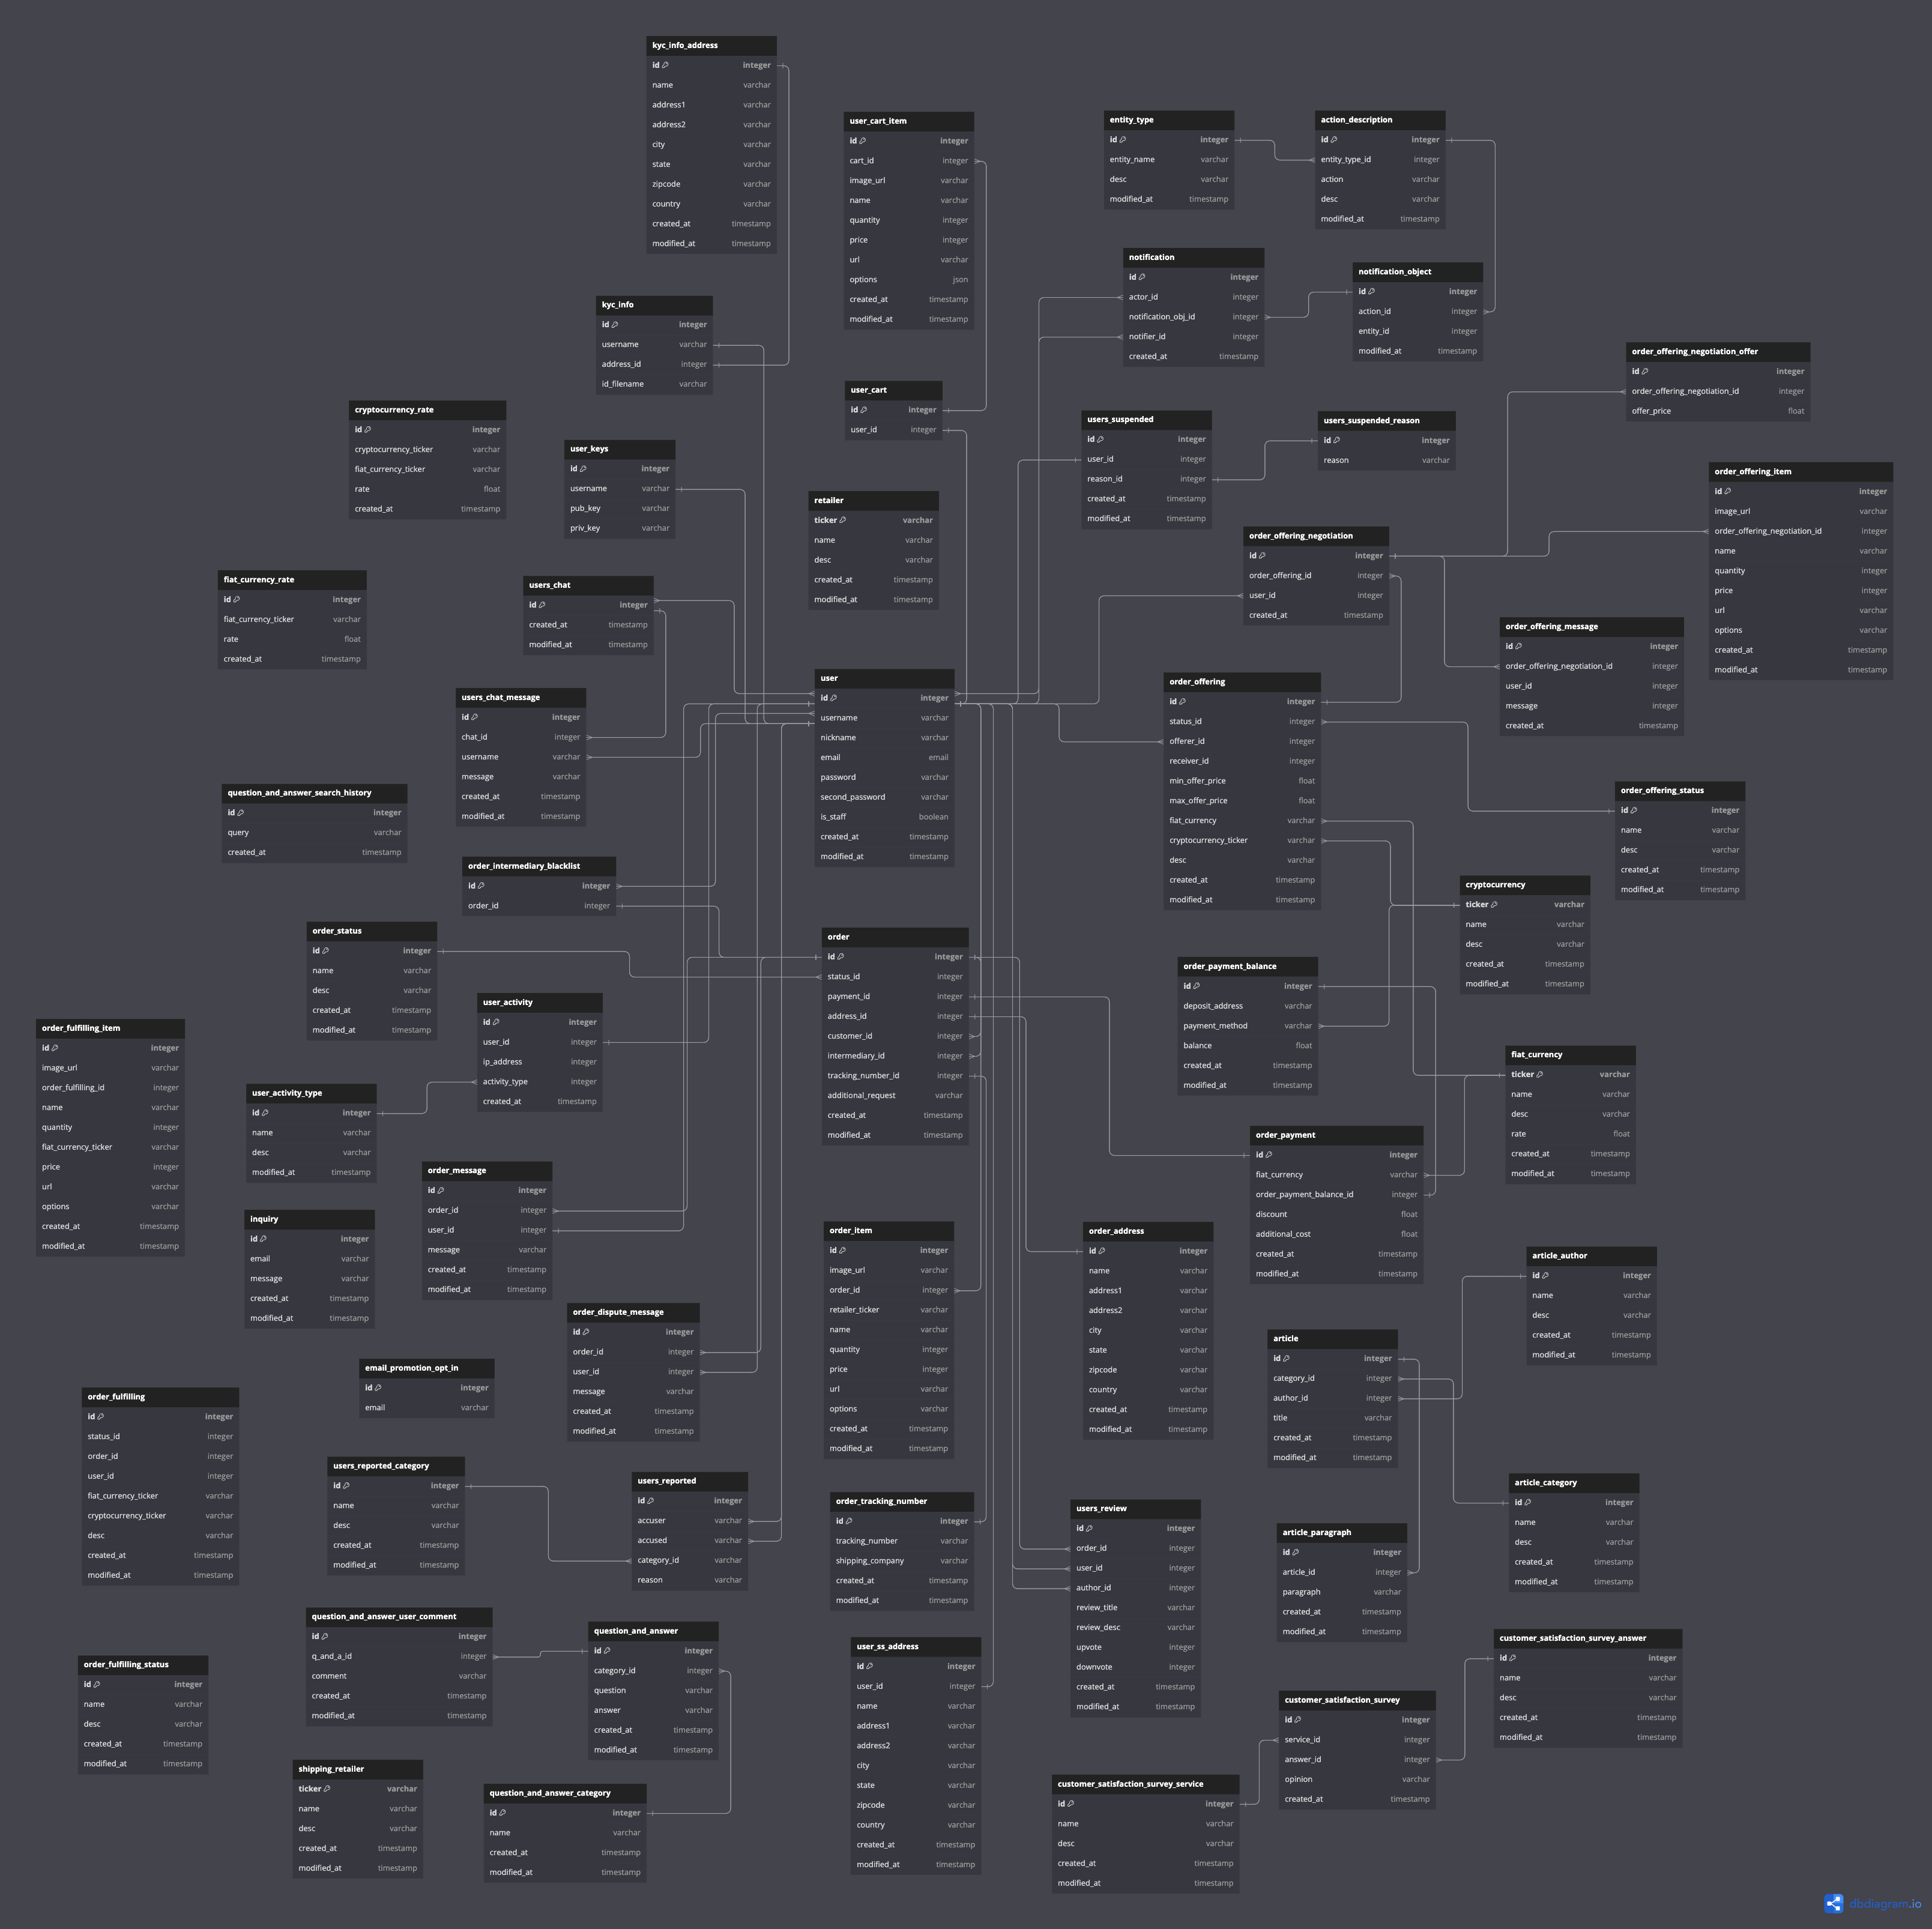 kyc_info_address
id integer
name varchar
address1 varchar
address2 varchar
city varchar
state varchar
zipcode varchar
country varchar
created_at timestamp
modified_at timestamp
user_cart_item
id integer
cart_id integer
image_url varchar
name varchar
quantity integer
price integer
url varchar
options json
created_at timestamp
modified_at timestamp
entity_type
id integer
entity_name varchar
desc varchar
modified_at timestamp
action_description
id integer
entity_type_id integer
action varchar
desc varchar
modified_at timestamp
notification
id integer
actor_id integer
notification_obj_id integer
notifier_id integer
created_at timestamp
notification_object
id integer
action_id integer
entity_id integer
modified_at timestamp
kyc_info
id integer
username varchar
address_id integer
id_filename varchar
order_offering_negotiation_offer
id integer
order_offering_negotiation_id integer
offer_price float
user_cart
id integer
user_id integer
cryptocurrency_rate
id integer
cryptocurrency_ticker varchar
fiat_currency_ticker varchar
rate float
created_at timestamp
users_suspended
id integer
user_id integer
reason_id integer
created_at timestamp
modified_at timestamp
users_suspended_reason
id integer
reason varchar
user_keys
id integer
username varchar
pub_key varchar
priv_key varchar
order_offering_item
id integer
image_url varchar
order_offering_negotiation_id integer
name varchar
quantity integer
price integer
url varchar
options varchar
created_at timestamp
modified_at timestamp
retailer
ticker varchar
name varchar
desc varchar
created_at timestamp
modified_at timestamp
order_offering_negotiation
id integer
order_offering_id integer
user_id integer
created_at timestamp
fiat_currency_rate
id integer
fiat_currency_ticker varchar
rate float
created_at timestamp
users_chat
id integer
created_at timestamp
modified_at timestamp
order_offering_message
id integer
order_offering_negotiation_id integer
user_id integer
message integer
created_at timestamp
user
id integer
username varchar
nickname varchar
email email
password varchar
second_password varchar
is_staff boolean
created_at timestamp
modified_at timestamp
order_offering
id integer
status_id integer
offerer_id integer
receiver_id integer
min_offer_price float
max_offer_price float
fiat_currency varchar
cryptocurrency_ticker varchar
desc varchar
created_at timestamp
modified_at timestamp
users_chat_message
id integer
chat_id integer
username varchar
message varchar
created_at timestamp
modified_at timestamp
question_and_answer_search_history
id integer
query varchar
created_at timestamp
order_offering_status
id integer
name varchar
desc varchar
created_at timestamp
modified_at timestamp
order_intermediary_blacklist
id integer
order_id integer
cryptocurrency
ticker varchar
name varchar
desc varchar
created_at timestamp
modified_at timestamp
order_status
id integer
name varchar
desc varchar
created_at timestamp
modified_at timestamp
order
id integer
status_id integer
payment_id integer
address_id integer
customer_id integer
intermediary_id integer
tracking_number_id integer
additional_request varchar
created_at timestamp
modified_at timestamp
order_payment_balance
id integer
deposit_address varchar
payment_method varchar
balance float
created_at timestamp
modified_at timestamp
user_activity
id integer
user_id integer
ip_address integer
activity_type integer
created_at timestamp
order_fulfilling_item
id integer
image_url varchar
order_fulfilling_id integer
name varchar
quantity integer
fiat_currency_ticker varchar
price integer
url varchar
options varchar
created_at timestamp
modified_at timestamp
fiat_currency
ticker varchar
name varchar
desc varchar
rate float
created_at timestamp
modified_at timestamp
user_activity_type
id integer
name varchar
desc varchar
modified_at timestamp
order_payment
id integer
fiat_currency varchar
order_payment_balance_id integer
discount float
additional_cost float
created_at timestamp
modified_at timestamp
order_message
id integer
order_id integer
user_id integer
message varchar
created_at timestamp
modified_at timestamp
inquiry
id integer
email varchar
message varchar
created_at timestamp
modified_at timestamp
order_item
id integer
image_url varchar
order_id integer
retailer_ticker varchar
name varchar
quantity integer
price integer
url varchar
options varchar
created_at timestamp
modified_at timestamp
order_address
id integer
name varchar
address1 varchar
address2 varchar
city varchar
state varchar
zipcode varchar
country varchar
created_at timestamp
modified_at timestamp
article_author
id integer
name varchar
desc varchar
created_at timestamp
modified_at timestamp
order_dispute_message
id integer
order_id integer
user_id integer
message varchar
created_at timestamp
modified_at timestamp
article
id integer
category_id integer
author_id integer
title varchar
created_at timestamp
modified_at timestamp
email_promotion_opt_in
id integer
email varchar
order_fulfilling
id integer
status_id integer
order_id integer
user_id integer
fiat_currency_ticker varchar
cryptocurrency_ticker varchar
desc varchar
created_at timestamp
modified_at timestamp
users_reported_category
id integer
name varchar
desc varchar
created_at timestamp
modified_at timestamp
users_reported
id integer
accuser varchar
accused varchar
category_id varchar
reason varchar
article_category
id integer
name varchar
desc varchar
created_at timestamp
modified_at timestamp
order_tracking_number
id integer
tracking_number varchar
shipping_company varchar
created_at timestamp
modified_at timestamp
users_review
id integer
order_id integer
user_id integer
author_id integer
review_title varchar
review_desc varchar
upvote integer
downvote integer
created_at timestamp
modified_at timestamp
article_paragraph
id integer
article_id integer
paragraph varchar
created_at timestamp
modified_at timestamp
question_and_answer_user_comment
id integer
q_and_a_id integer
comment varchar
created_at timestamp
modified_at timestamp
question_and_answer
id integer
category_id integer
question varchar
answer varchar
created_at timestamp
modified_at timestamp
customer_satisfaction_survey_answer
id integer
name varchar
desc varchar
created_at timestamp
modified_at timestamp
user_ss_address
id integer
user_id integer
name varchar
address1 varchar
address2 varchar
city varchar
state varchar
zipcode varchar
country varchar
created_at timestamp
modified_at timestamp
order_fulfilling_status
id integer
name varchar
desc varchar
created_at timestamp
modified_at timestamp
customer_satisfaction_survey
id integer
service_id integer
answer_id integer
opinion varchar
created_at timestamp
shipping_retailer
ticker varchar
name varchar
desc varchar
created_at timestamp
modified_at timestamp
question_and_answer_category
id integer
name varchar
created_at timestamp
modified_at timestamp
customer_satisfaction_survey_service
id integer
name varchar
desc varchar
created_at timestamp
modified_at timestamp
dbdiagram.io